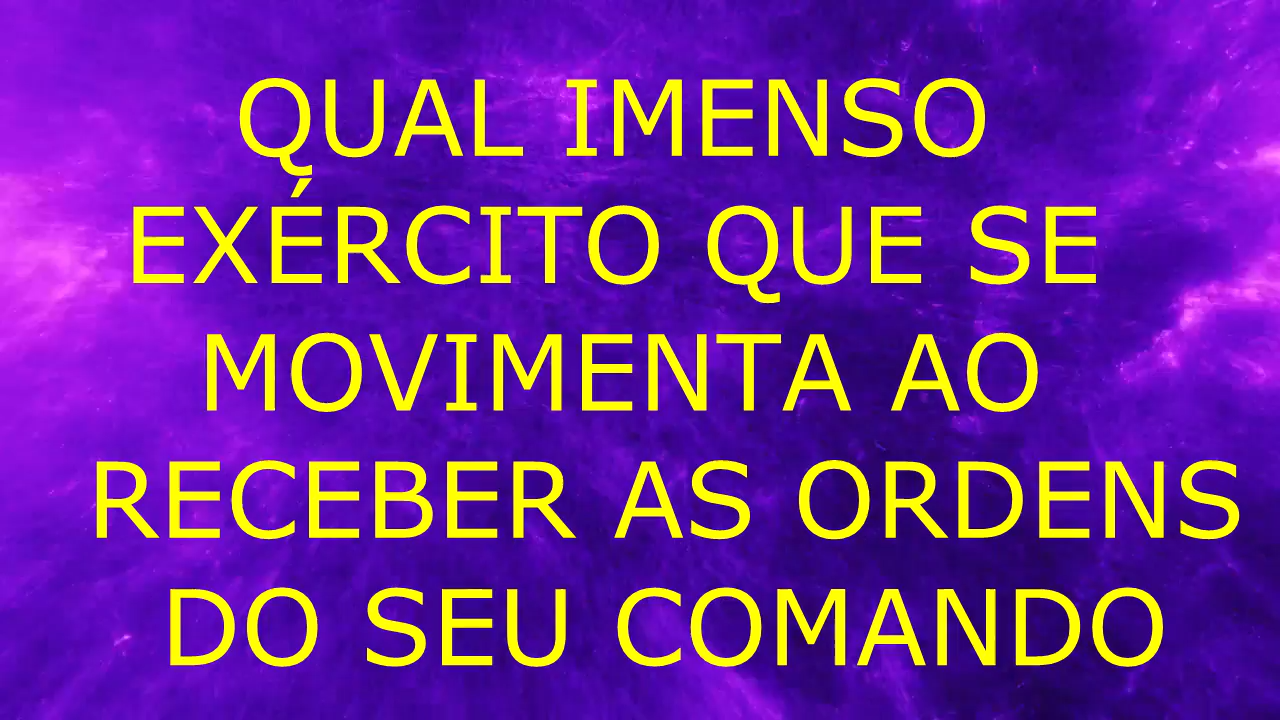 QUAL IMENSO
EXÉRCITO QUE SE
MOVIMENTA AO
RECEBER AS ORDENS
DO SEU COMANDO